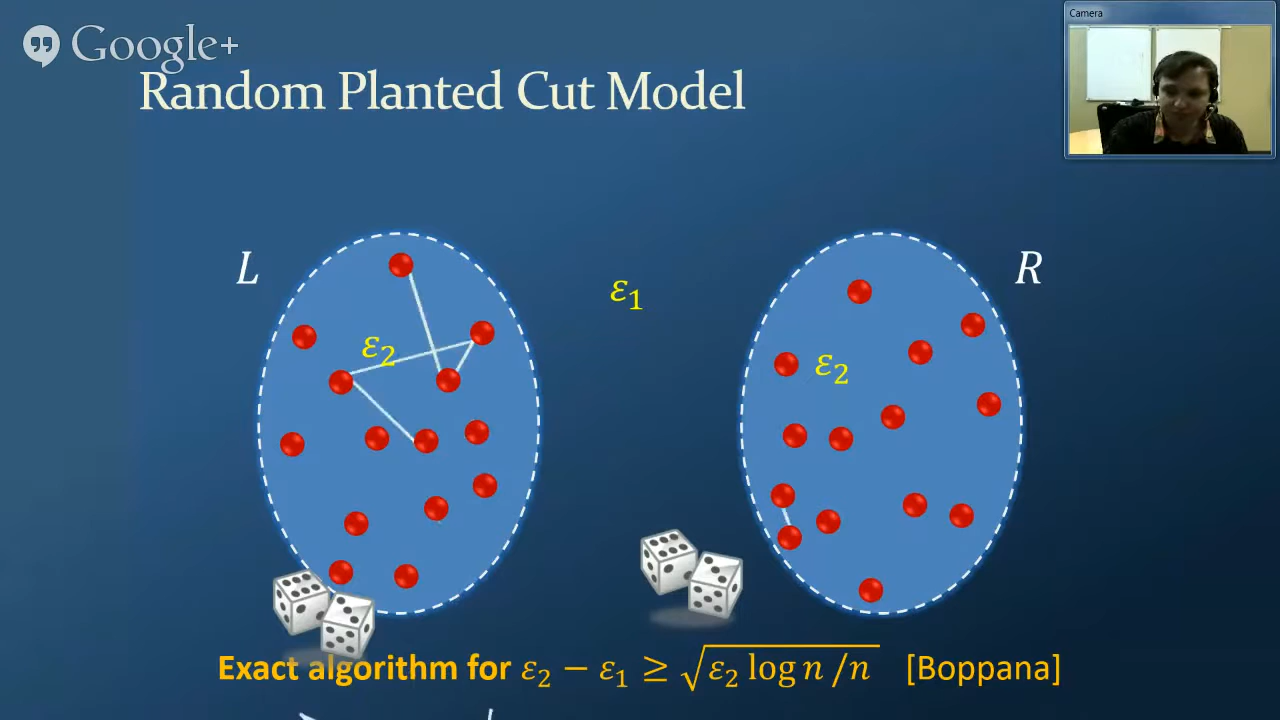 Google+
Camera
Random Planted Cut Model
L
R
ε₁
ε₂
ε₂
Exact algorithm for ε₂ − ε₁ ≥ √(ε₂ log n /n) [Boppana]